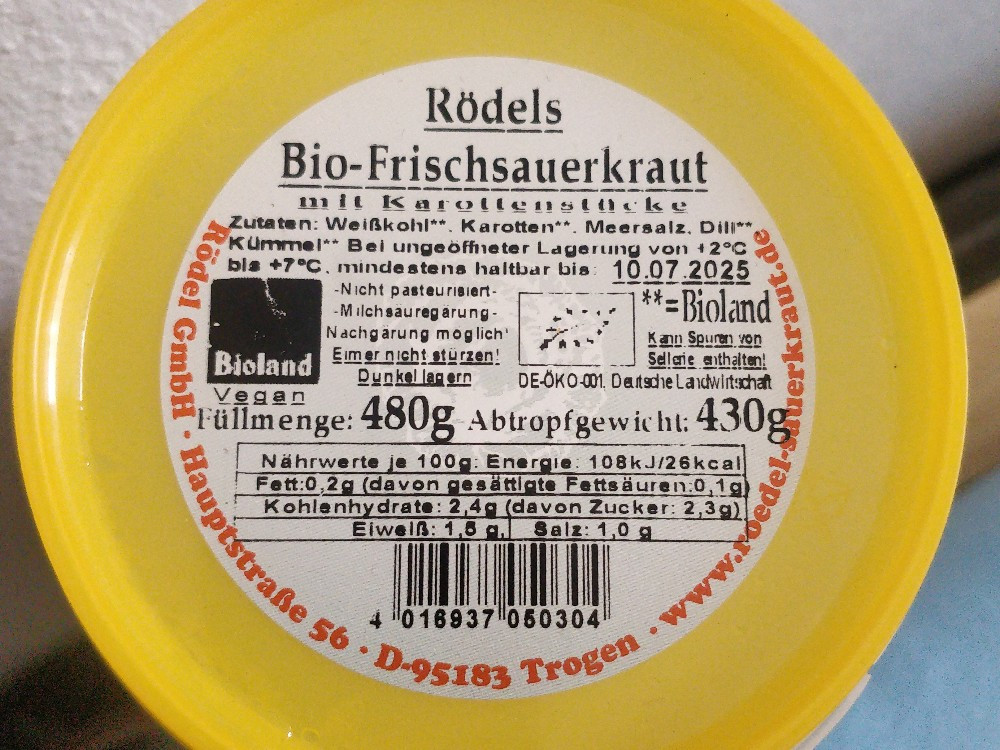 Rödels
Bio-Frischsauerkraut
mit Karottenstücke
Zutaten: Weißkohl**. Karotten**. Meersalz. Dill**
Kümmel** Bei ungeöffneter Lagerung von +2°C
bis +7°C. mindestens haltbar bis: 10.07.2025
-Nicht pasteurisiert-
-Milchsauregärung-
Nachgärung moglich'
Eimer nicht stürzen!
Dunkel lagern
Bioland
Vegan
**=Bioland
Kann Spuren von
Sellerie enthalten!
DE-ÖKO-001. Deutsche Landwirtschaft
Füllmenge: 480g Abtropfgewicht: 430g
Nährwerte je 100g: Energie: 108kJ/26kcal
Fett:0,2g (davon gesättigte Fettsäuren:0,1g)
Kohlenhydrate: 2,4g (davon Zucker: 2,3g)
Eiweiß: 1,5 g. Salz: 1,0 g
4 016937 050304
Rödel GmbH · Hauptstraße 56 · D-95183 Trogen · www.roedel-sauerkraut.de